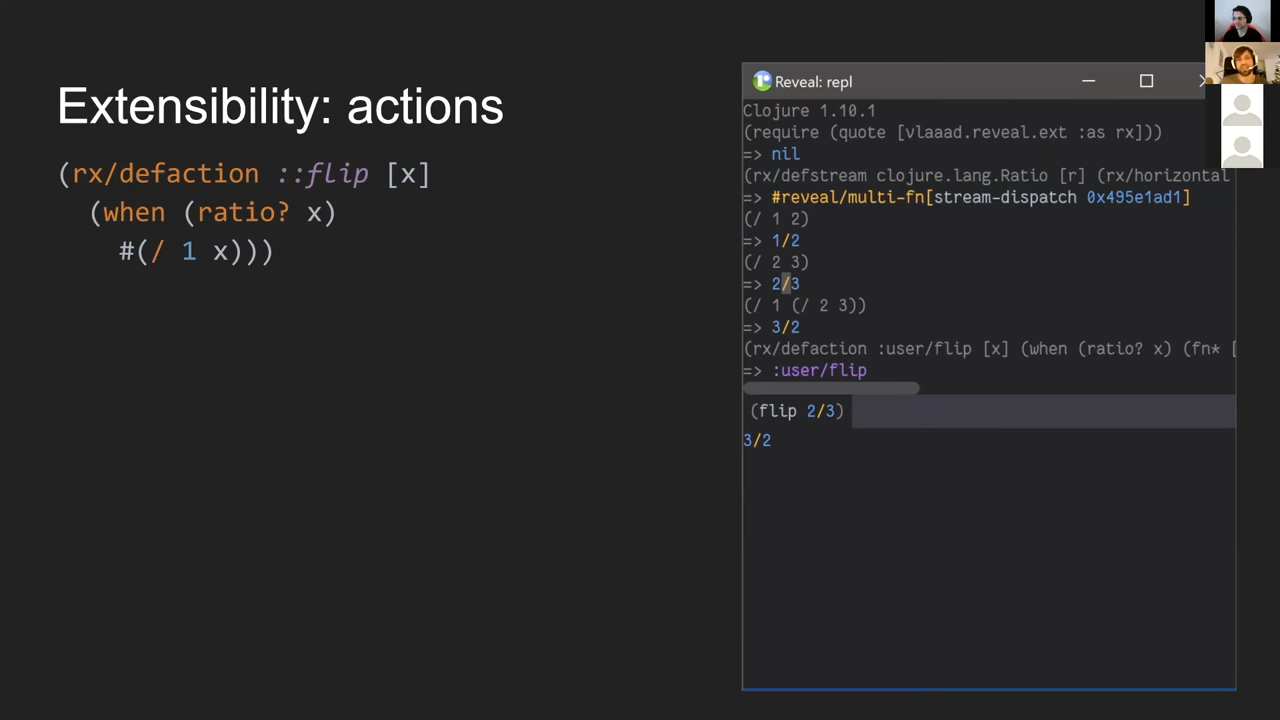 Extensibility: actions
(rx/defaction ::flip [x]
(when (ratio? x)
#(/ 1 x)))
Reveal: repl
Clojure 1.10.1
(require (quote [vlaaad.reveal.ext :as rx]))
=> nil
(rx/defstream clojure.lang.Ratio [r] (rx/horizontal
=> #reveal/multi-fn[stream-dispatch 0x495e1ad1]
(/ 1 2)
=> 1/2
(/ 2 3)
=> 2/3
(/ 1 (/ 2 3))
=> 3/2
(rx/defaction :user/flip [x] (when (ratio? x) (fn* [
=> :user/flip
(flip 2/3)
3/2